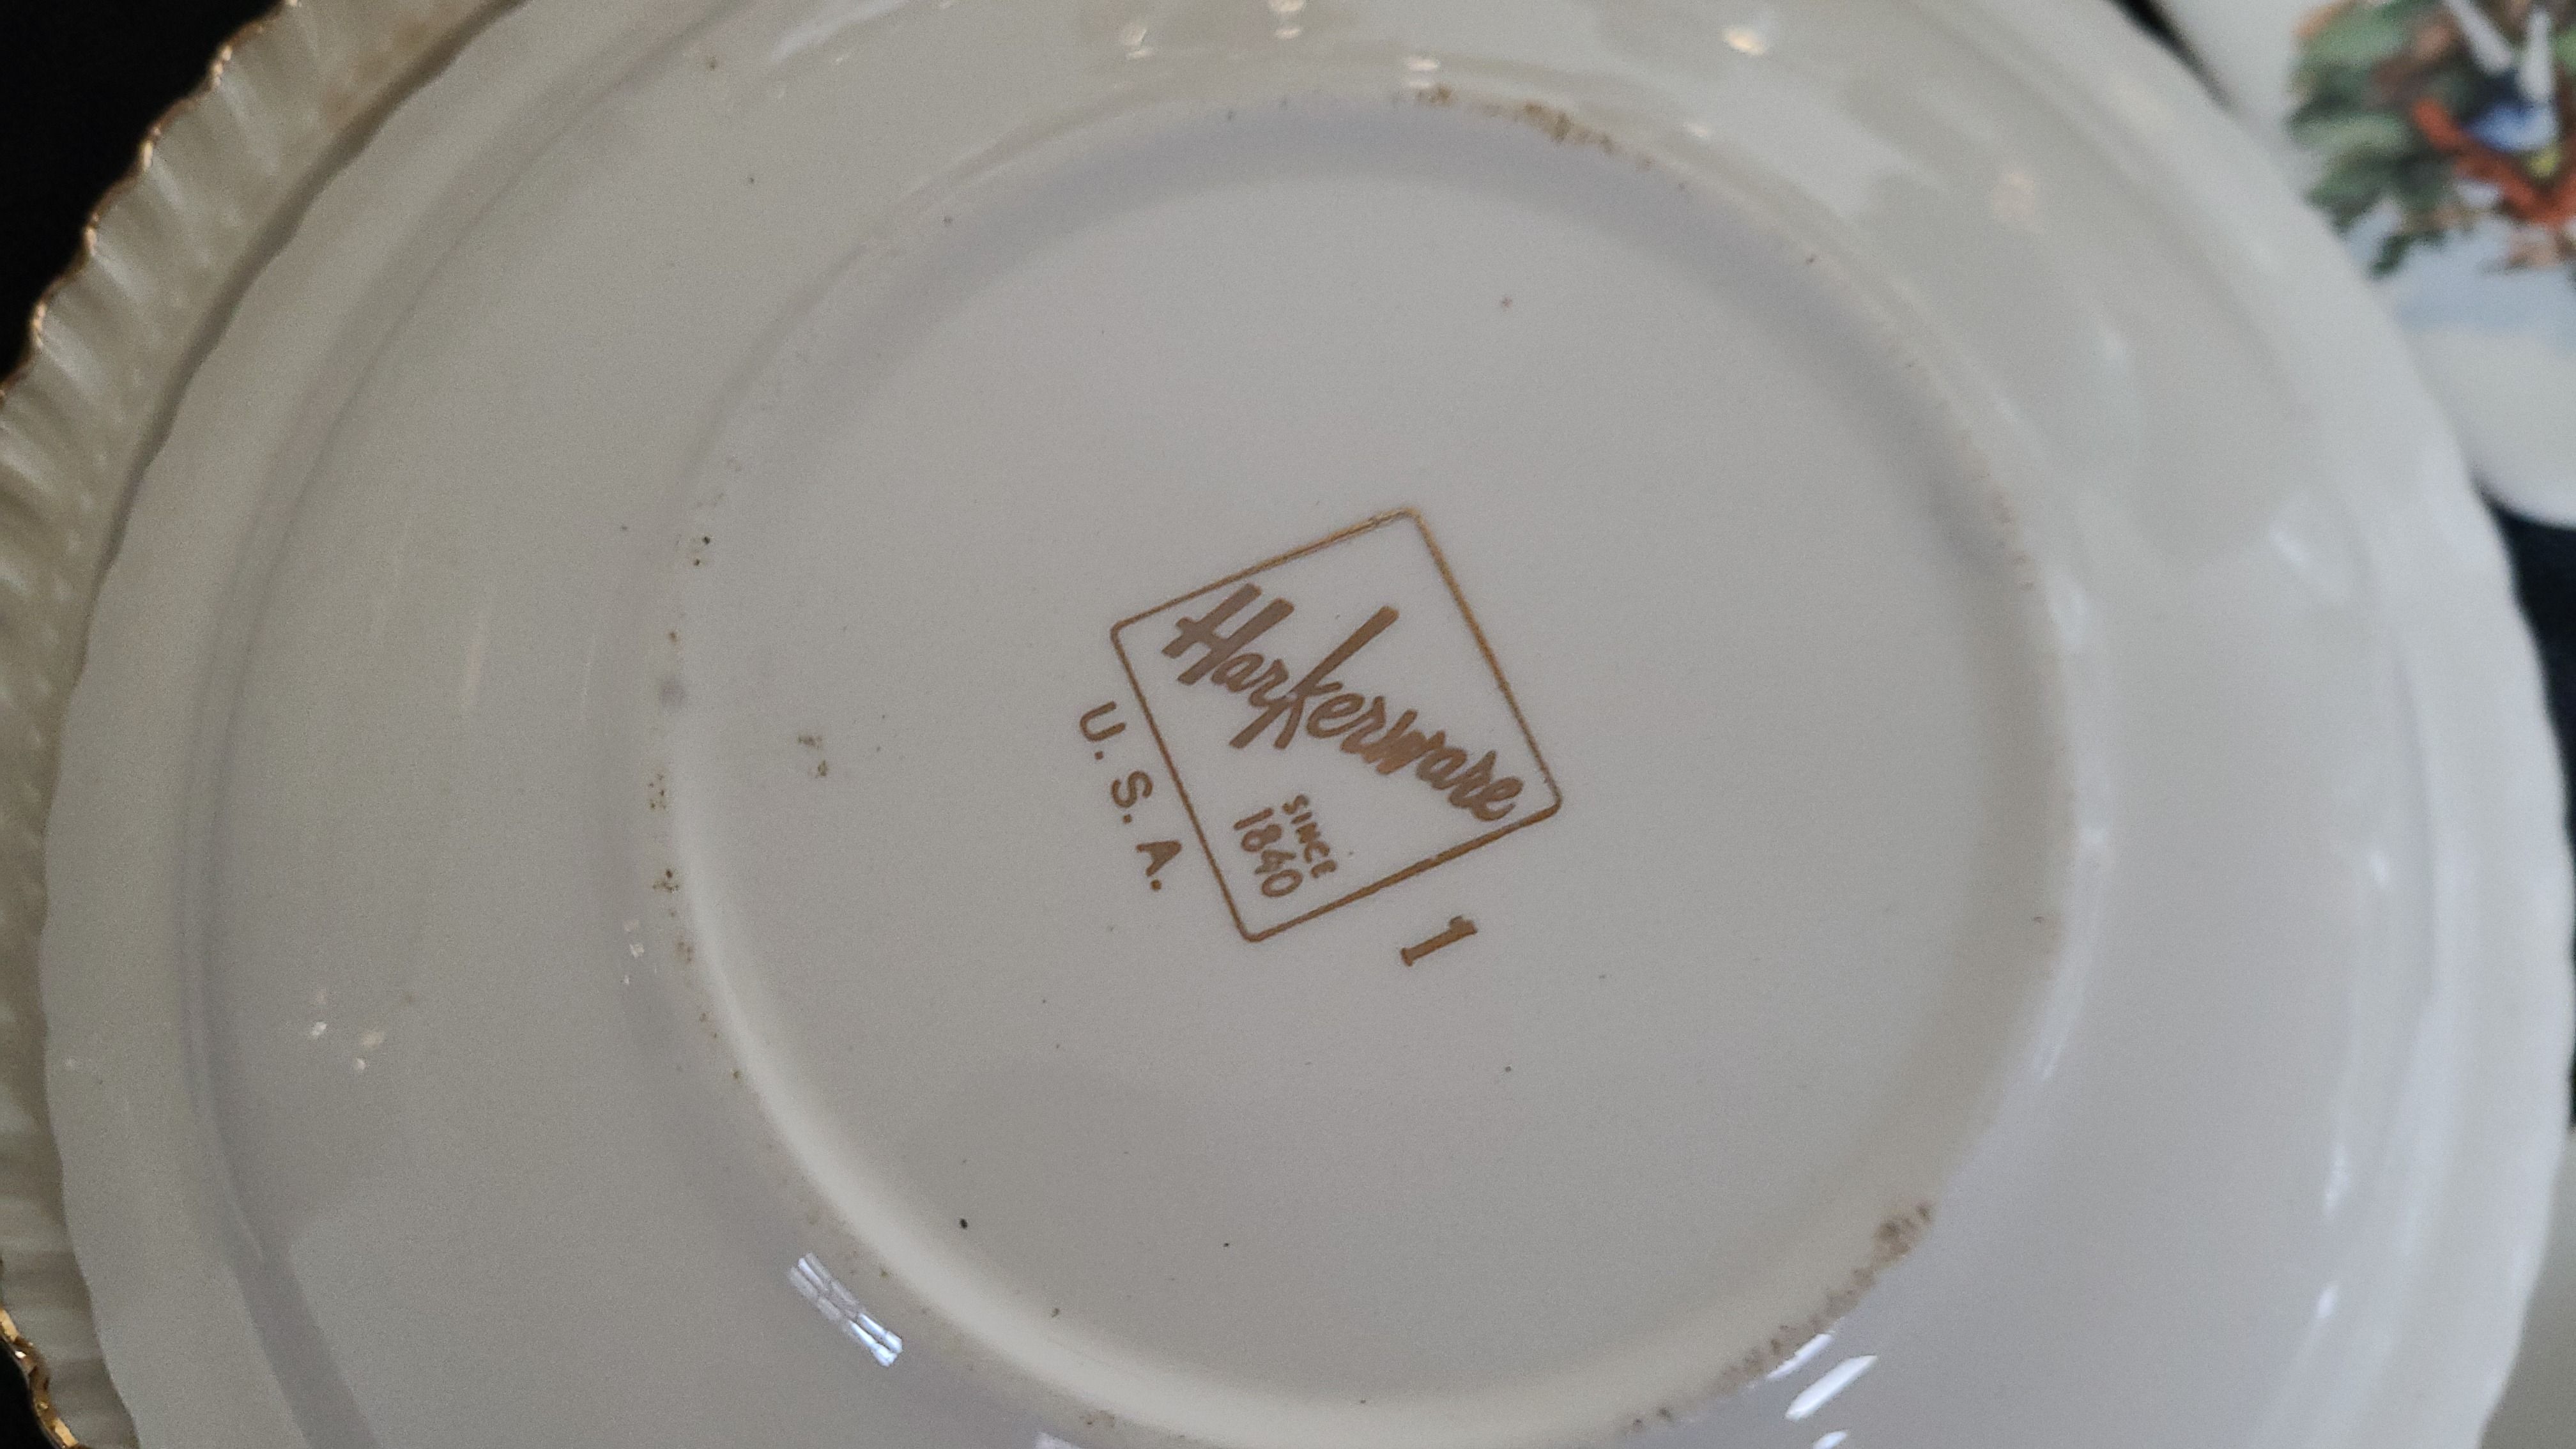 Harkerware
SINCE
1840
U. S. A.
1